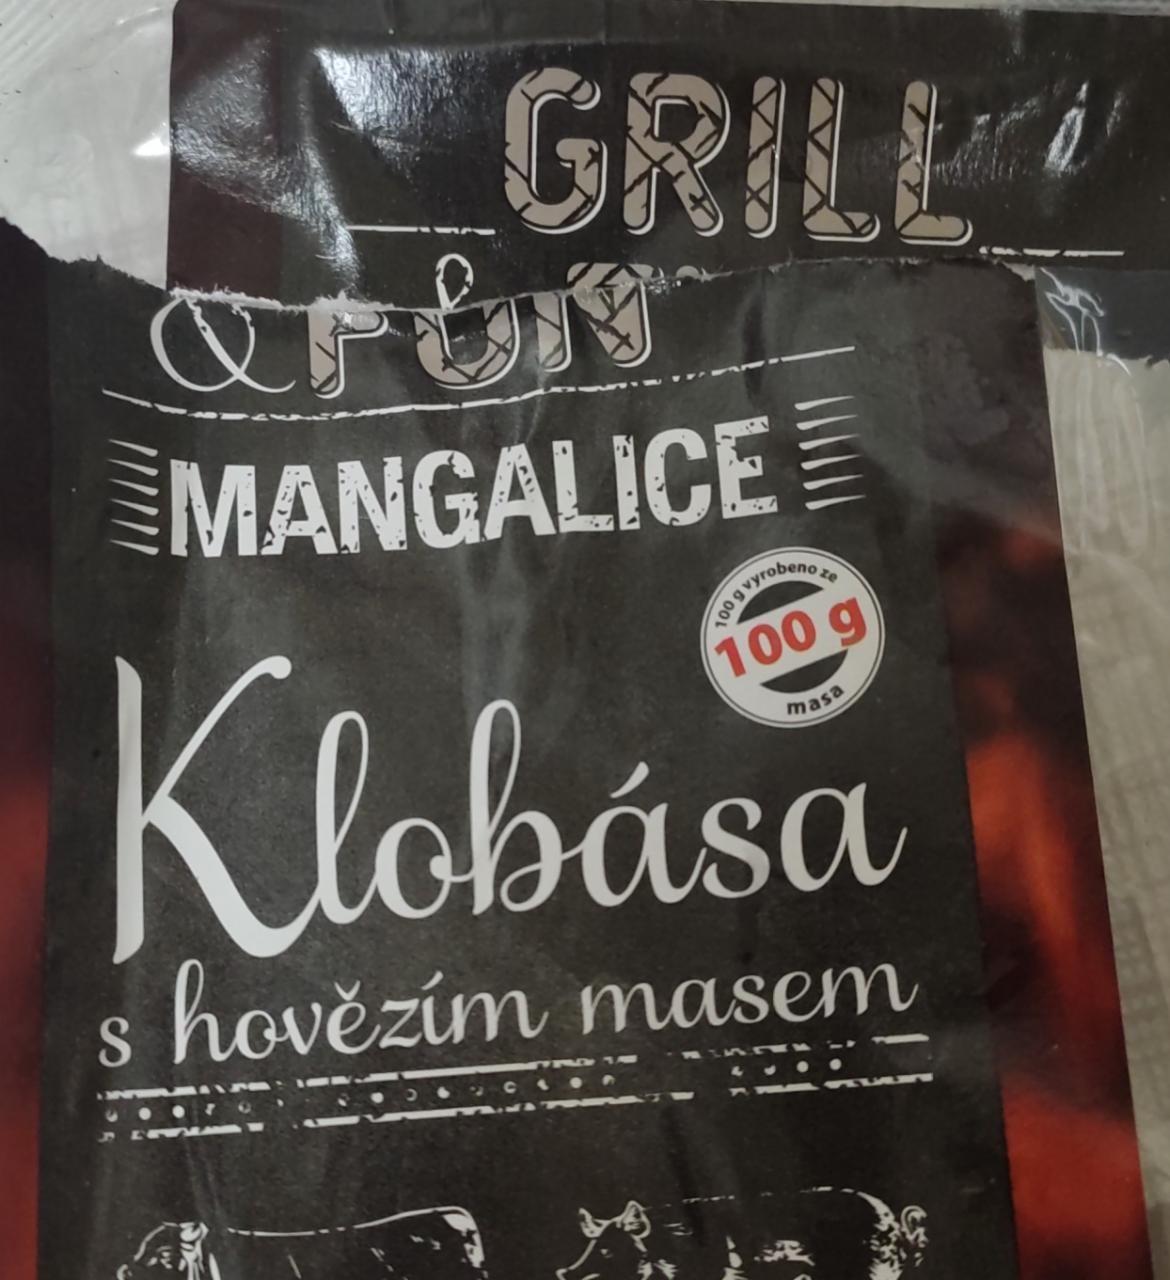 GRILL
& FUN
MANGALICE
100 g vyrobeno ze
100 g
masa
Klobása
s hovězím masem